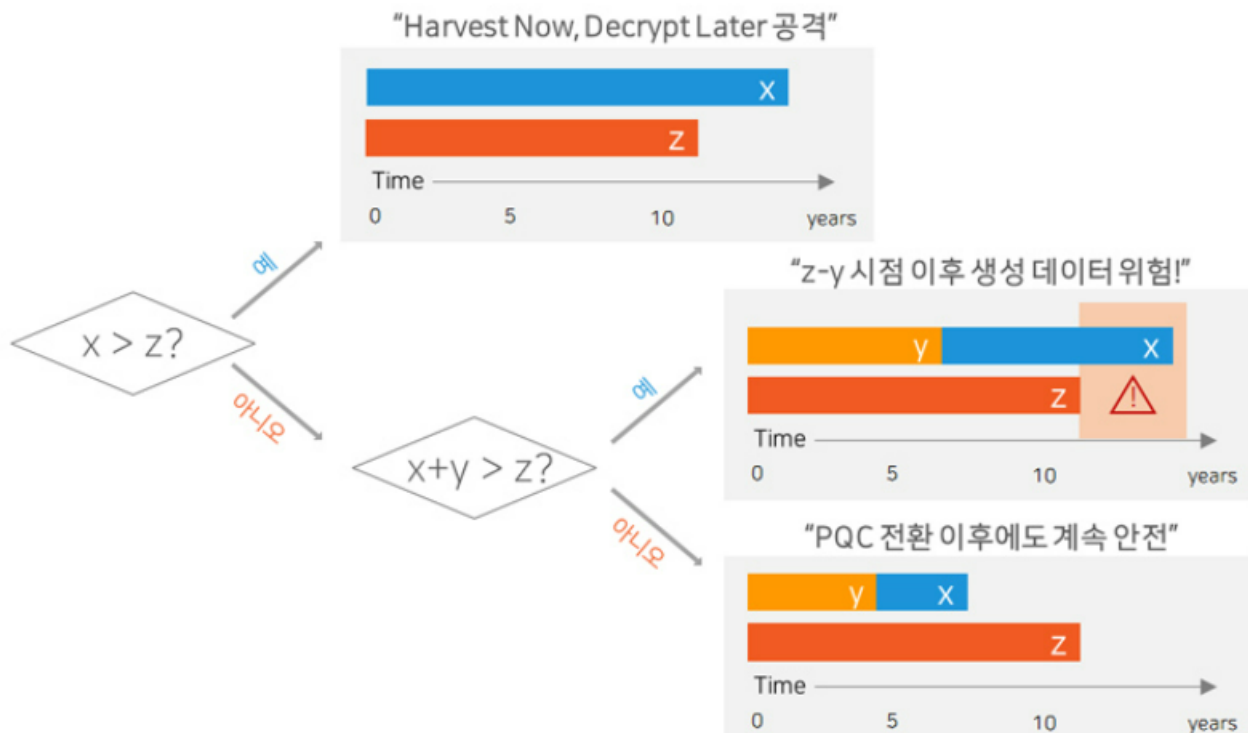 “Harvest Now, Decrypt Later 공격”
x
z
Time
0 5 10 years
예
x > z?
아니오
“z-y 시점 이후 생성 데이터 위험!”
y x
z
!
Time
0 5 10 years
예
x+y > z?
아니오
“PQC 전환 이후에도 계속 안전”
y x
z
Time
0 5 10 years